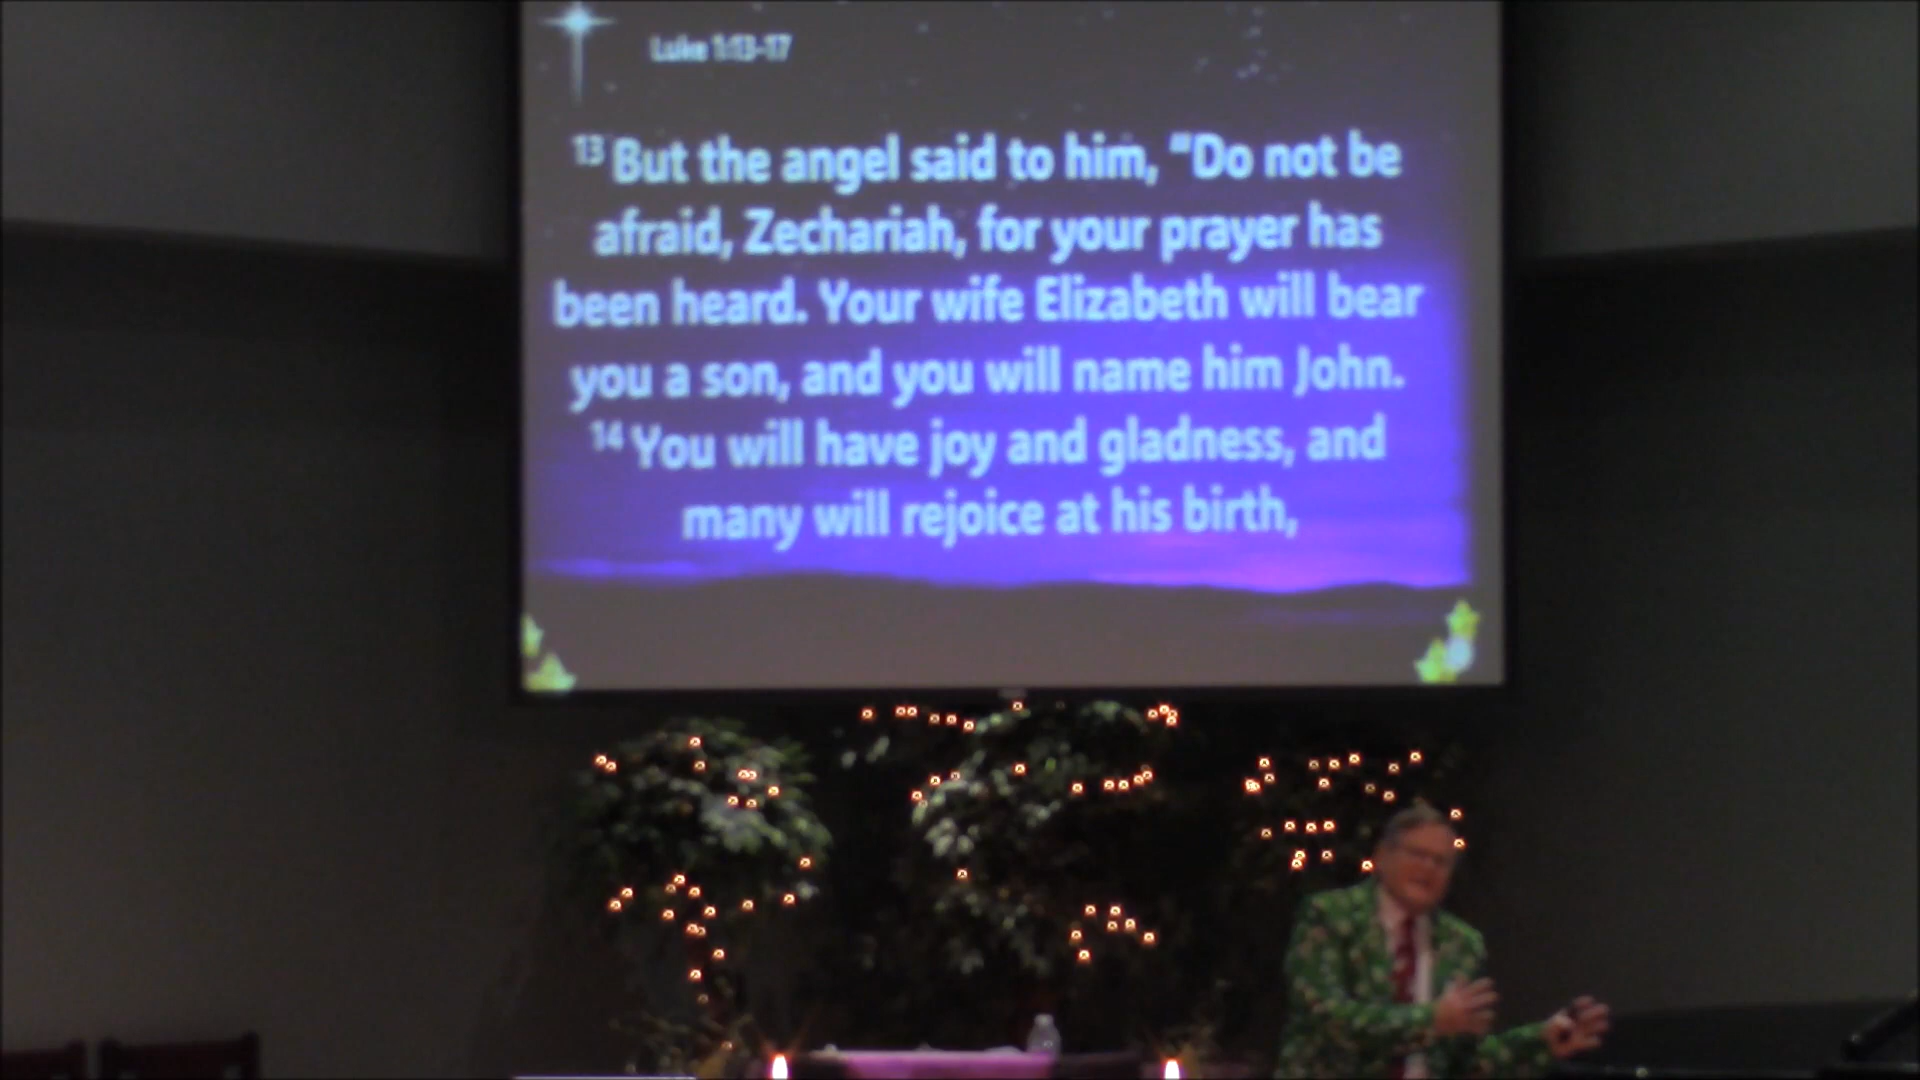 Luke 1:13-17
13 But the angel said to him, "Do not be
afraid, Zechariah, for your prayer has
been heard. Your wife Elizabeth will bear
you a son, and you will name him John.
14 You will have joy and gladness, and
many will rejoice at his birth,